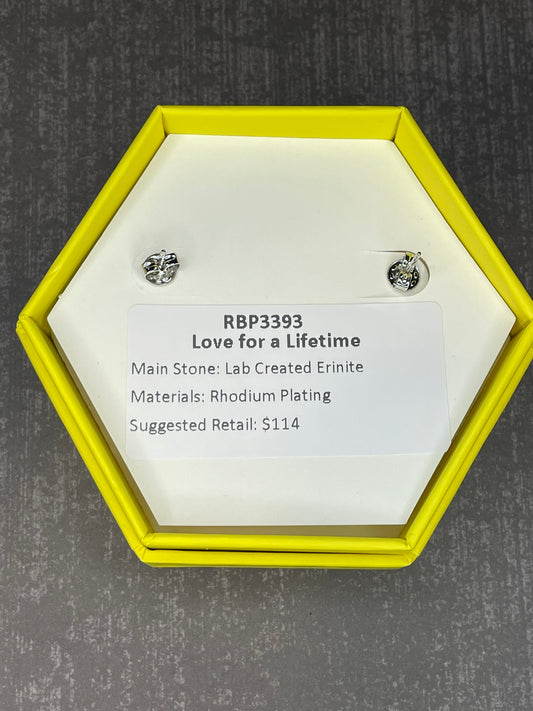 RBP3393
Love for a Lifetime
Main Stone: Lab Created Erinite
Materials: Rhodium Plating
Suggested Retail: $114